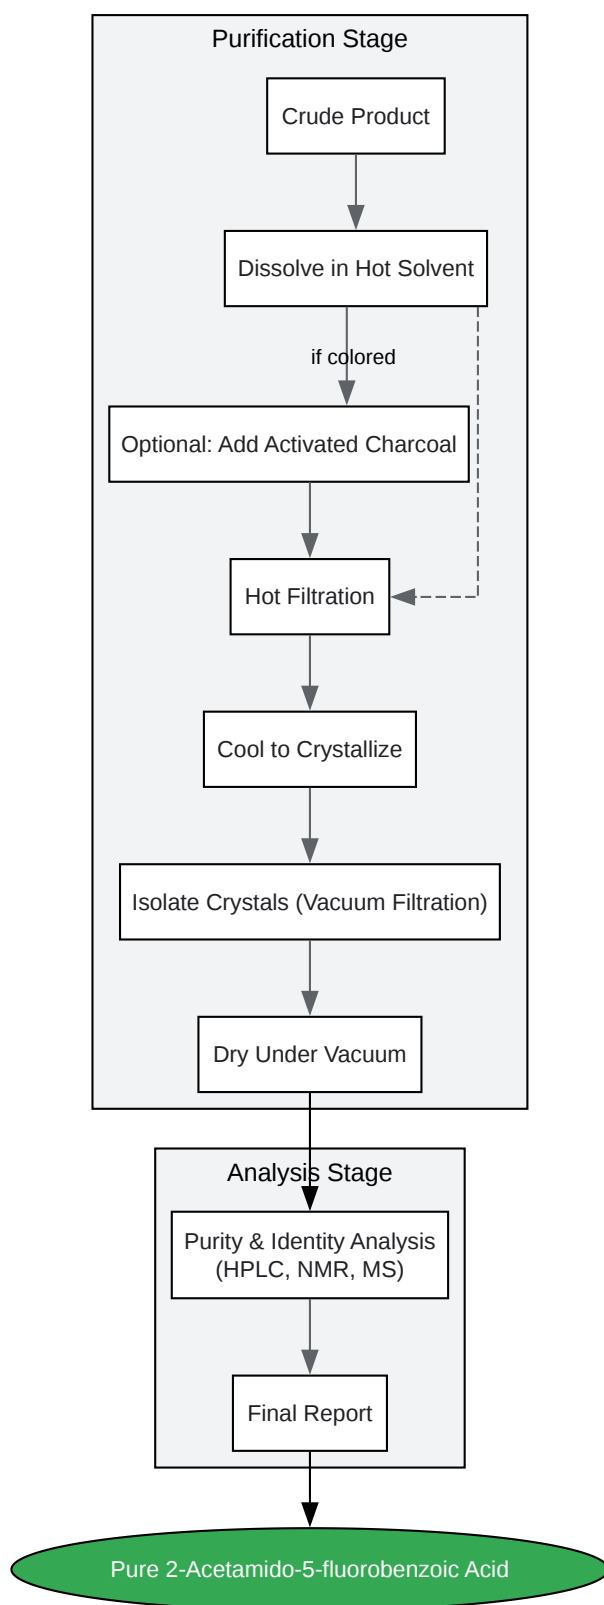 Purification Stage
Crude Product
Dissolve in Hot Solvent
if colored
Optional: Add Activated Charcoal
Hot Filtration
Cool to Crystallize
Isolate Crystals (Vacuum Filtration)
Dry Under Vacuum
Analysis Stage
Purity & Identity Analysis
(HPLC, NMR, MS)
Final Report
Pure 2-Acetamido-5-fluorobenzoic Acid